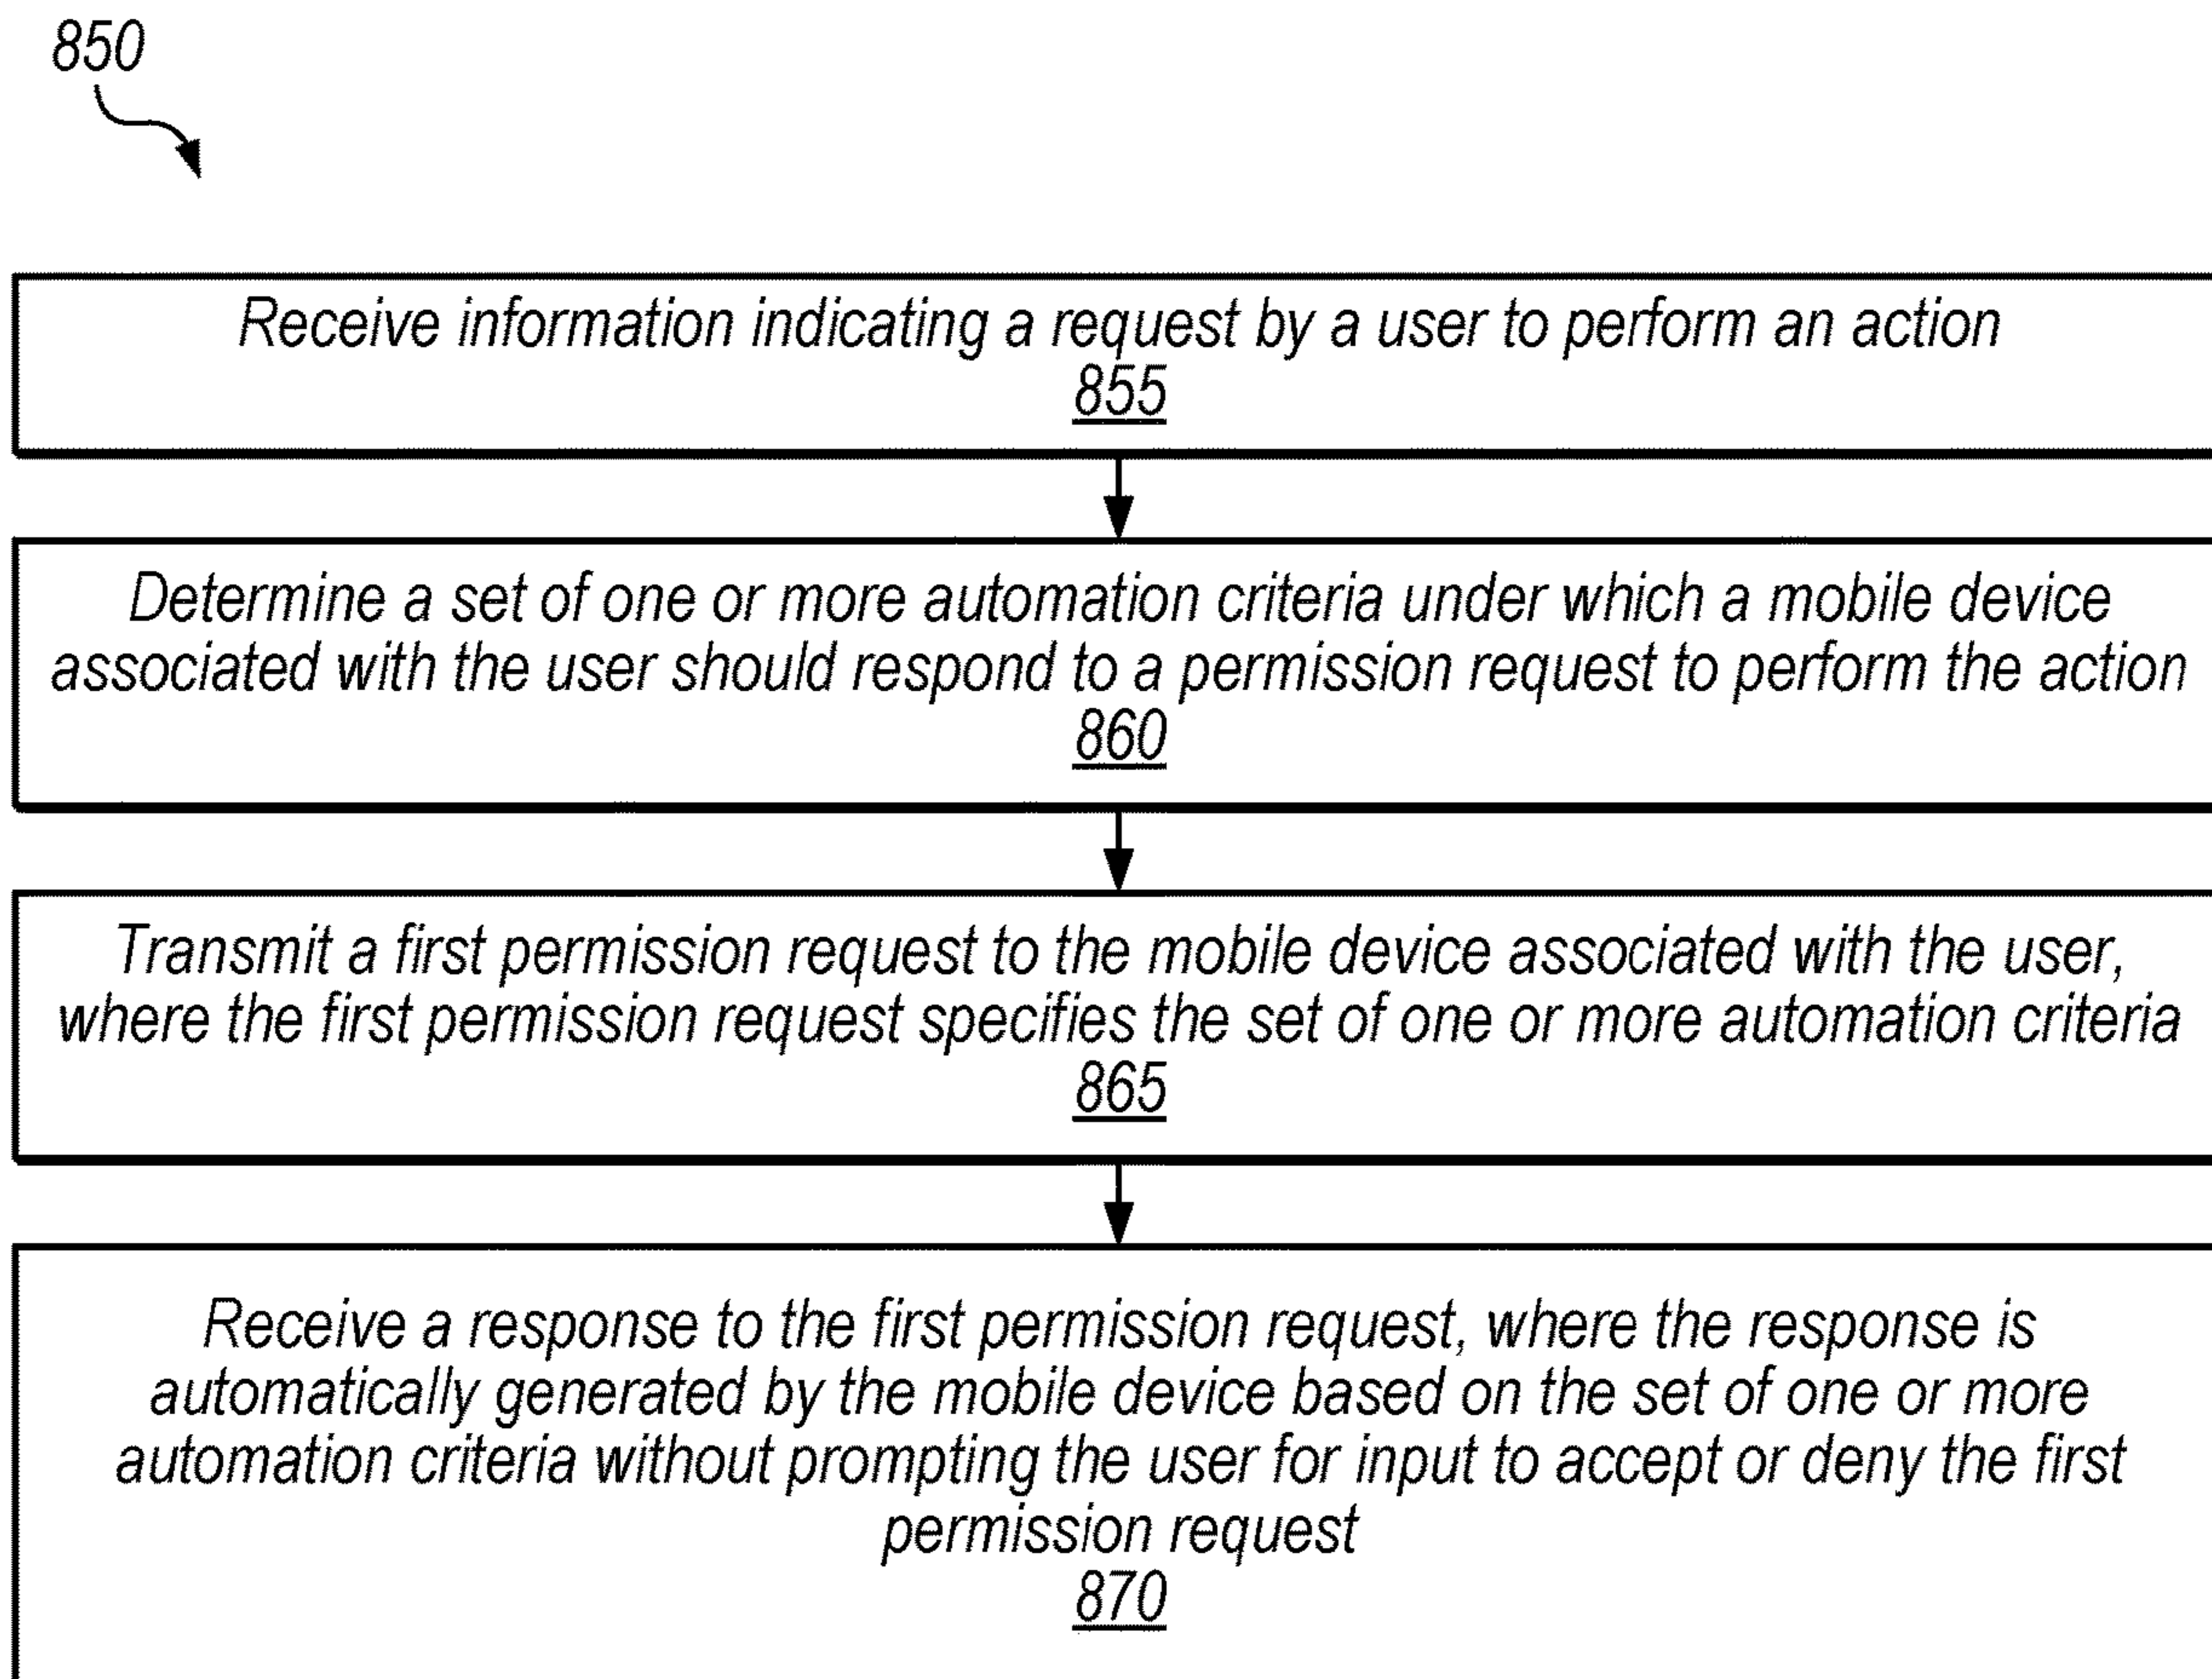 850
Receive information indicating a request by a user to perform an action
855
Determine a set of one or more automation criteria under which a mobile device
associated with the user should respond to a permission request to perform the action
860
Transmit a first permission request to the mobile device associated with the user,
where the first permission request specifies the set of one or more automation criteria
865
Receive a response to the first permission request, where the response is
automatically generated by the mobile device based on the set of one or more
automation criteria without prompting the user for input to accept or deny the first
permission request
870